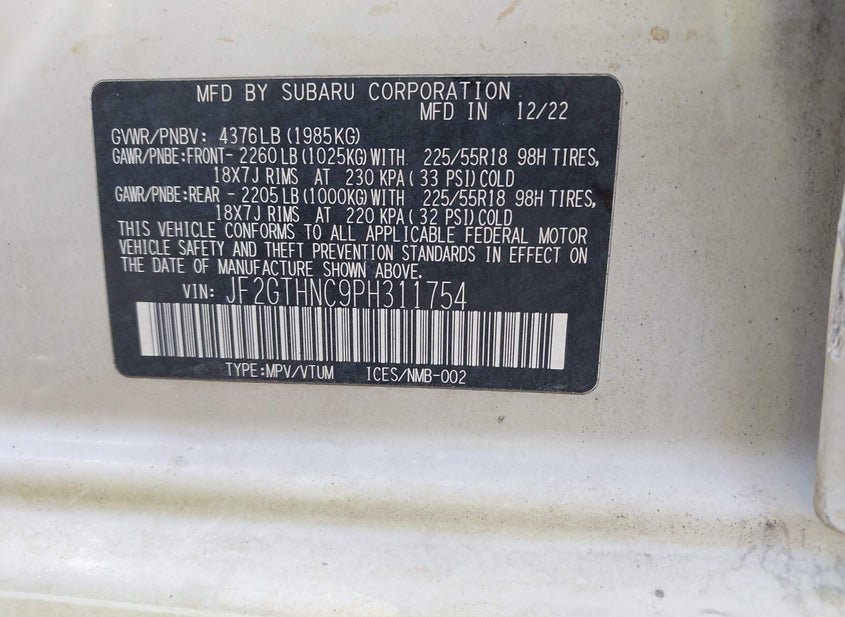 MFD BY SUBARU CORPORATION
MFD IN 12/22
GVWR/PNBV: 4376LB (1985KG)
GAWR/PNBE:FRONT- 2260 LB (1025KG) WITH 225/55R18 98H TIRES,
18X7J RIMS AT 230 KPA ( 33 PSI) COLD
GAWR/PNBE:REAR - 2205 LB (1000KG) WITH 225/55R18 98H TIRES,
18X7J RIMS AT 220 KPA ( 32 PSI) COLD
THIS VEHICLE CONFORMS TO ALL APPLICABLE FEDERAL MOTOR
VEHICLE SAFETY AND THEFT PREVENTION STANDARDS IN EFFECT ON
THE DATE OF MANUFACTURE SHOWN ABOVE.
VIN: JF2GTHNC9PH311754
TYPE:MPV/VTUM ICES/NMB-002